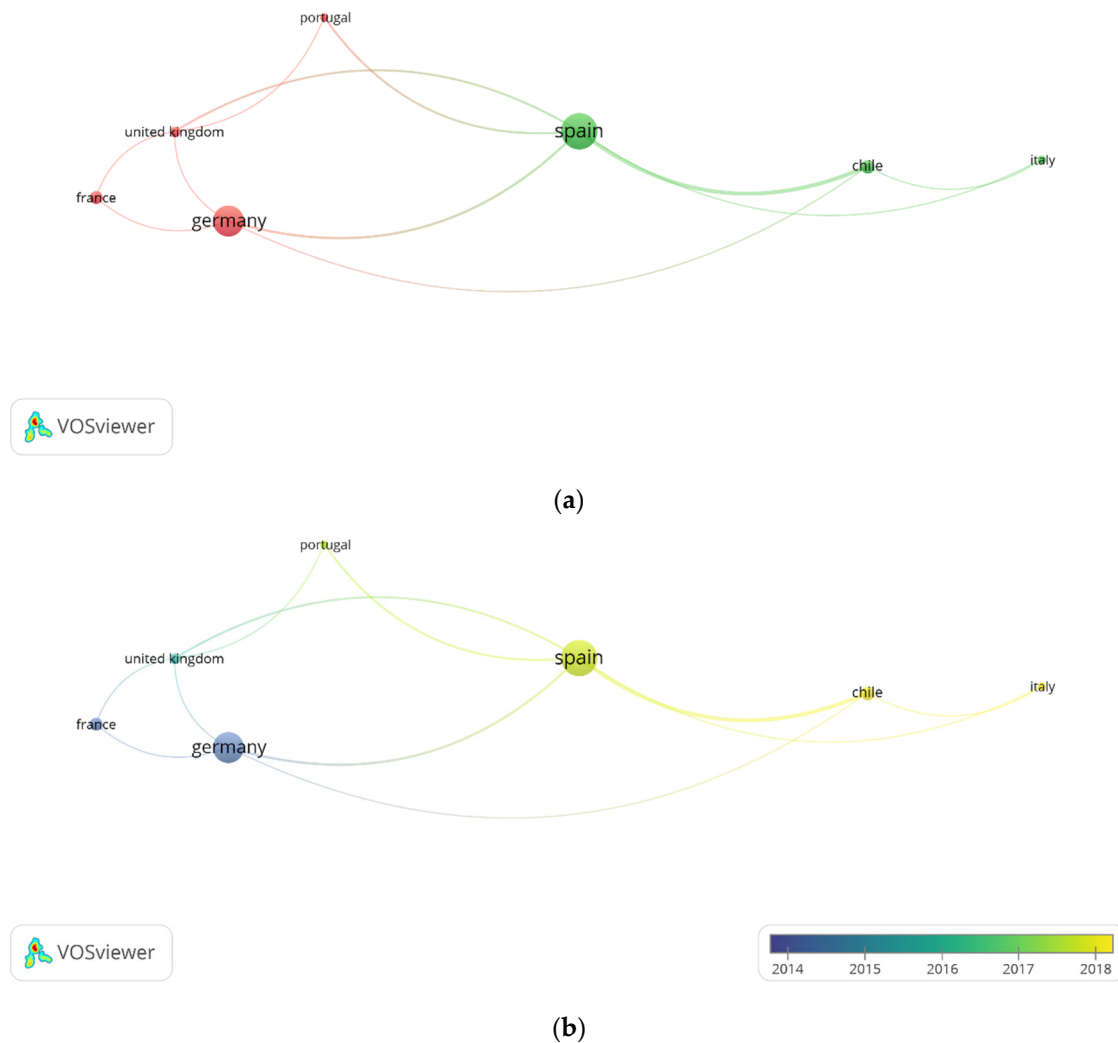 portugal
united kingdom
spain
chile
italy
france
germany
VOSviewer
(a)
portugal
united kingdom
spain
chile
italy
france
germany
VOSviewer
2014 2015 2016 2017 2018
(b)